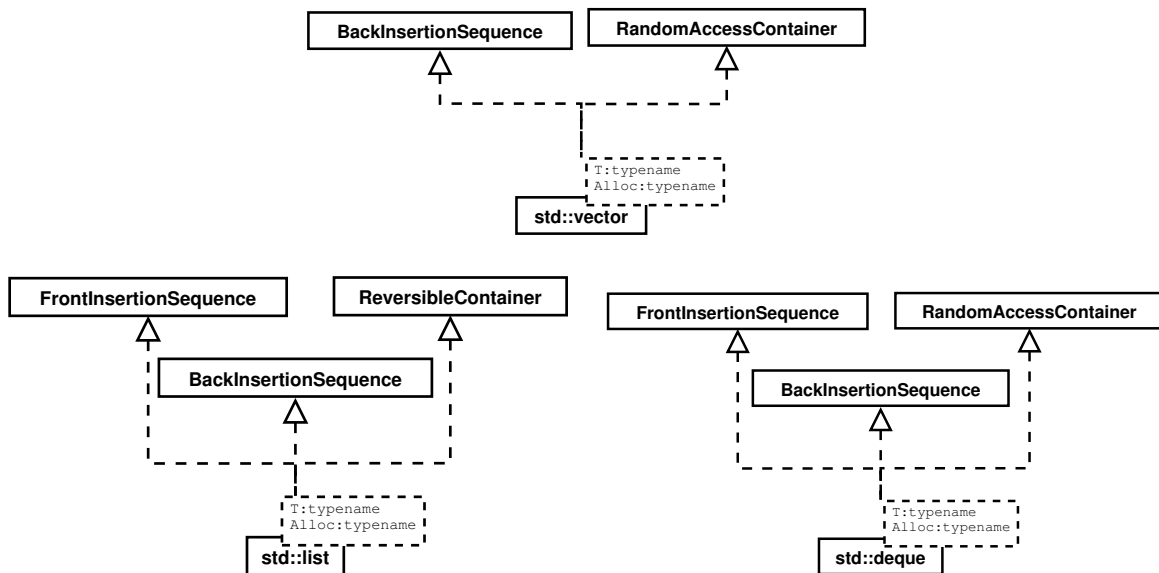 BackInsertionSequence
RandomAccessContainer
T:typename
Alloc:typename
std::vector
FrontInsertionSequence
ReversibleContainer
BackInsertionSequence
T:typename
Alloc:typename
std::list
FrontInsertionSequence
RandomAccessContainer
BackInsertionSequence
T:typename
Alloc:typename
std::deque